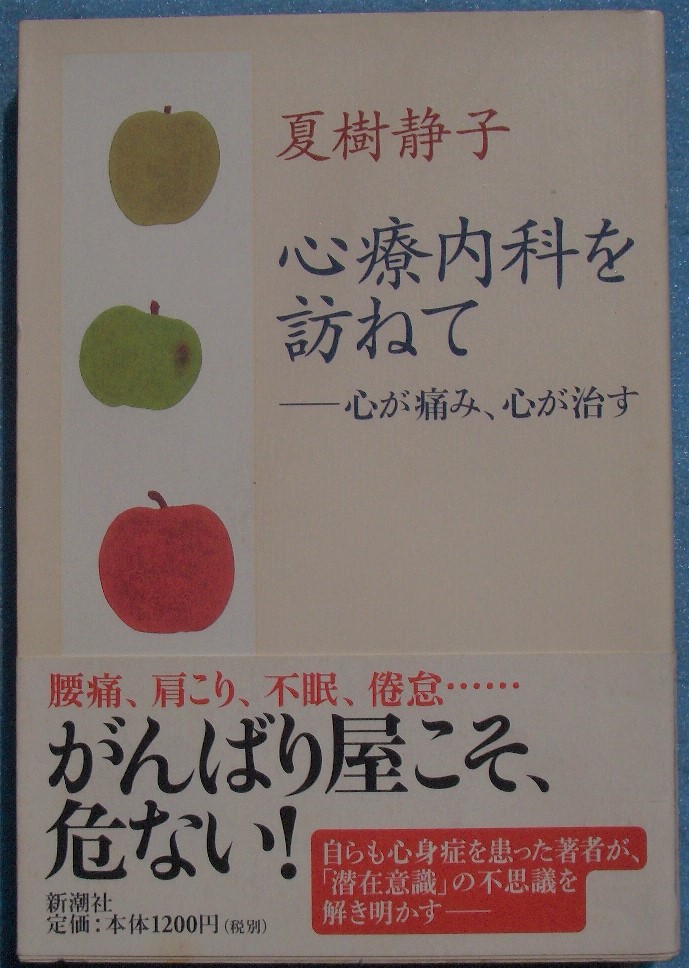 夏樹静子
心療内科を
訪ねて
──心が痛み、心が治す
腰痛、肩こり、不眠、倦怠……
がんばり屋こそ、
危ない!
自らも心身症を患った著者が、
「潜在意識」の不思議を
解き明かす──
新潮社
定価：本体1200円（税別）